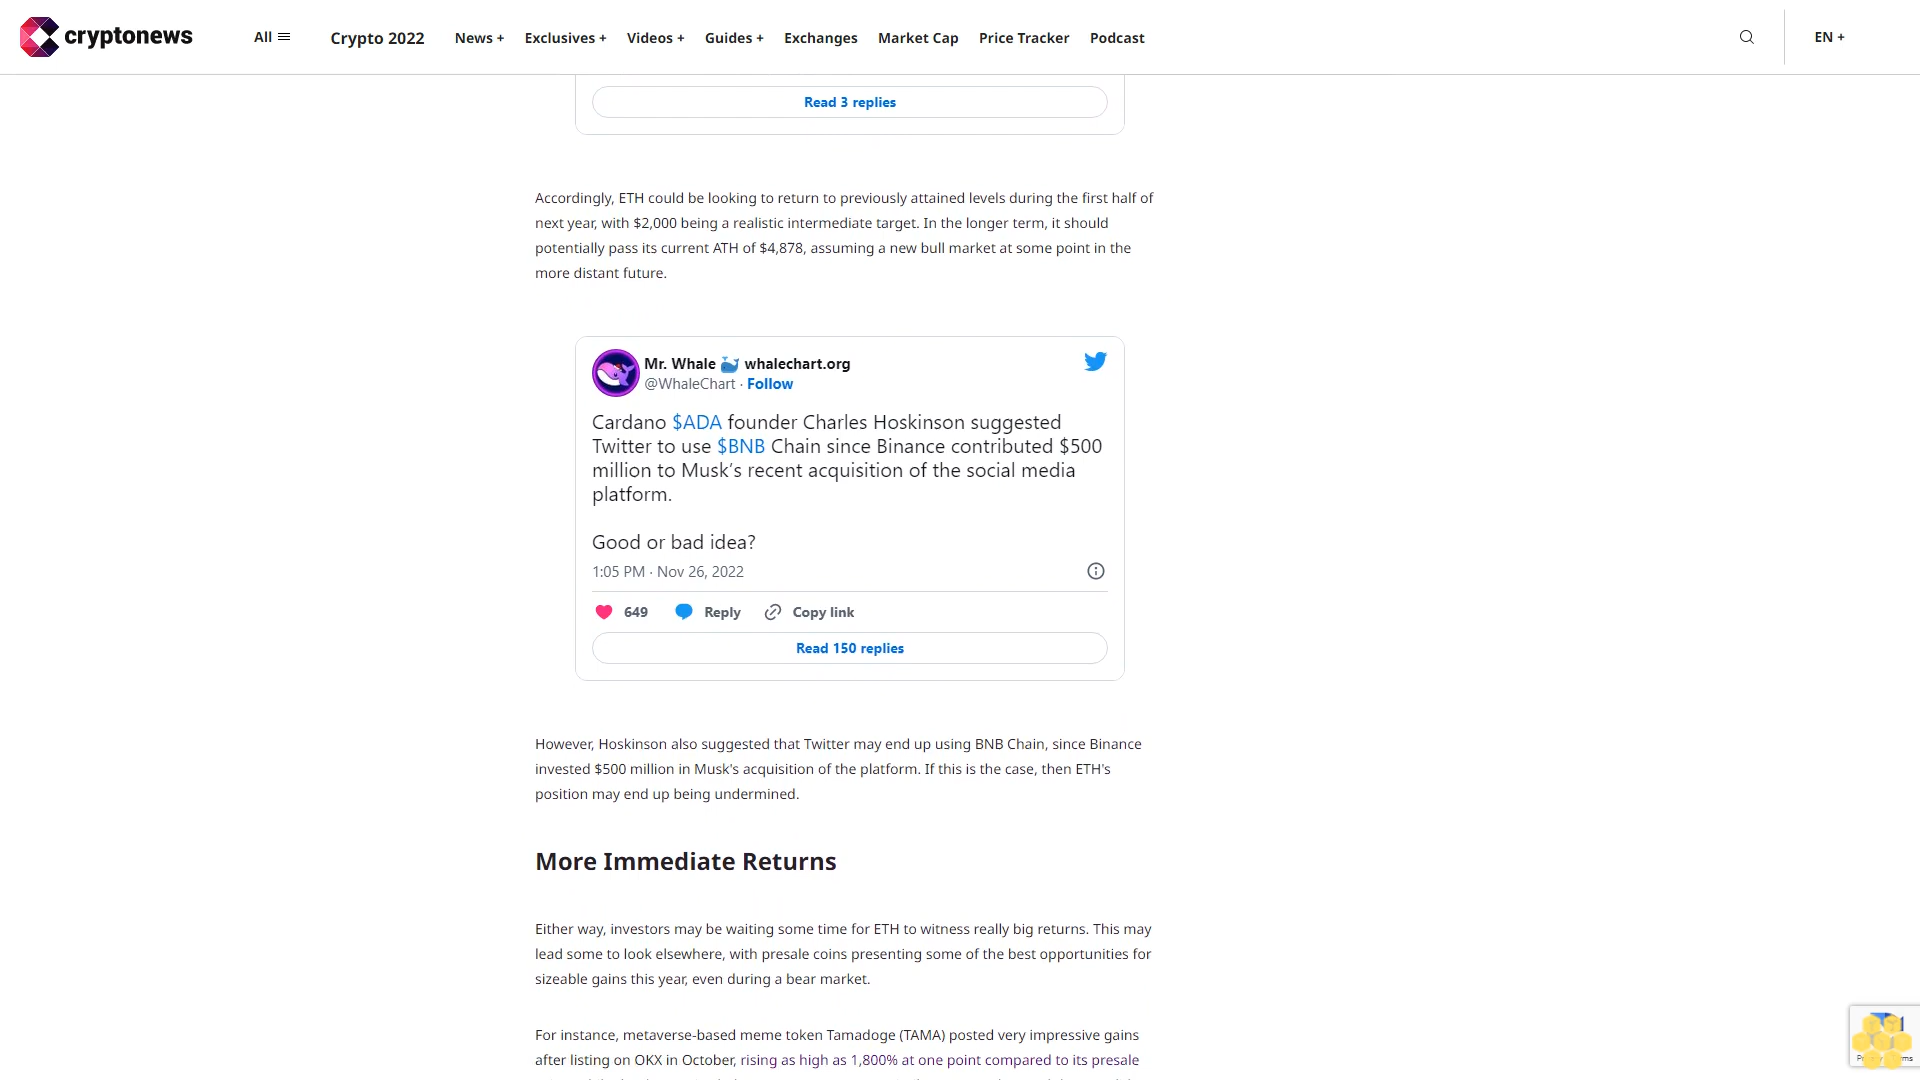 cryptonews
All
Crypto 2022
News +
Exclusives +
Videos +
Guides +
Exchanges
Market Cap
Price Tracker
Podcast
EN +
Read 3 replies
Accordingly, ETH could be looking to return to previously attained levels during the first half of
next year, with $2,000 being a realistic intermediate target. In the longer term, it should
potentially pass its current ATH of $4,878, assuming a new bull market at some point in the
more distant future.
Mr. Whale 🐳 whalechart.org
@WhaleChart · Follow
Cardano $ADA founder Charles Hoskinson suggested
Twitter to use $BNB Chain since Binance contributed $500
million to Musk’s recent acquisition of the social media
platform.
Good or bad idea?
1:05 PM · Nov 26, 2022
649
Reply
Copy link
Read 150 replies
However, Hoskinson also suggested that Twitter may end up using BNB Chain, since Binance
invested $500 million in Musk's acquisition of the platform. If this is the case, then ETH's
position may end up being undermined.
More Immediate Returns
Either way, investors may be waiting some time for ETH to witness really big returns. This may
lead some to look elsewhere, with presale coins presenting some of the best opportunities for
sizeable gains this year, even during a bear market.
For instance, metaverse-based meme token Tamadoge (TAMA) posted very impressive gains
after listing on OKX in October, rising as high as 1,800% at one point compared to its presale